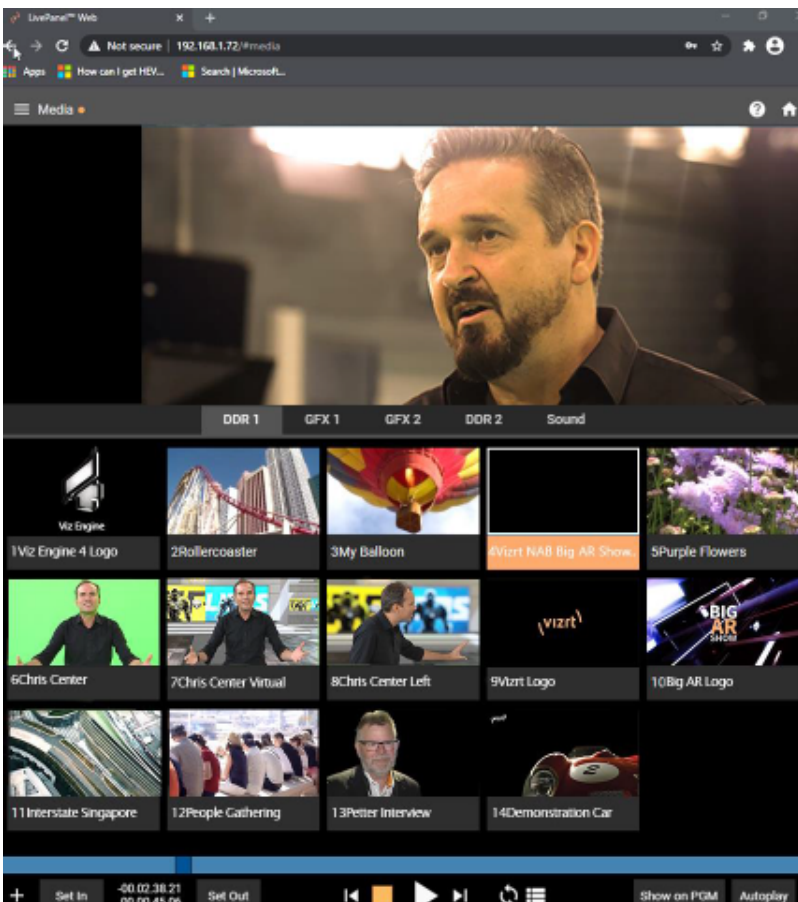 LivePanel™ Web
Not secure 192.168.1.72/#media
Apps How can I get HEV... Search | Microsoft...
Media
DDR 1 GFX 1 GFX 2 DDR 2 Sound
Viz Engine
1Viz Engine 4 Logo 2Rollercoaster 3My Balloon 4Vizrt NAB Big AR Show.. 5Purple Flowers
vizrt
BIG
AR
SHOW
6Chris Center 7Chris Center Virtual 8Chris Center Left 9Vizrt Logo 10Big AR Logo
2
11Interstate Singapore 12People Gathering 13Petter Interview 14Demonstration Car
Set In -00.02.38.21 Set Out Show on PGM Autoplay